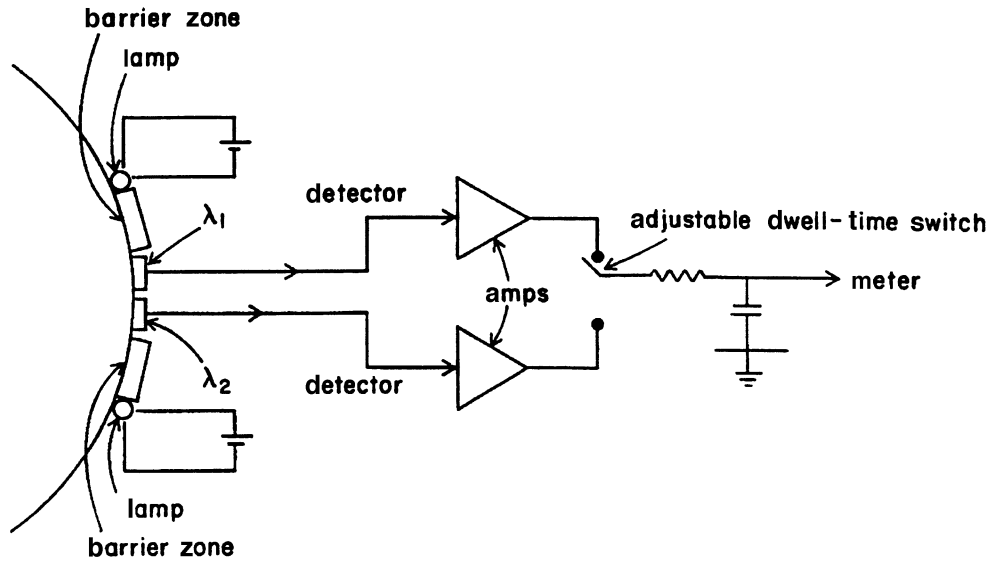 barrier zone
lamp
detector
λ1
adjustable dwell-time switch
amps
meter
λ2
detector
lamp
barrier zone